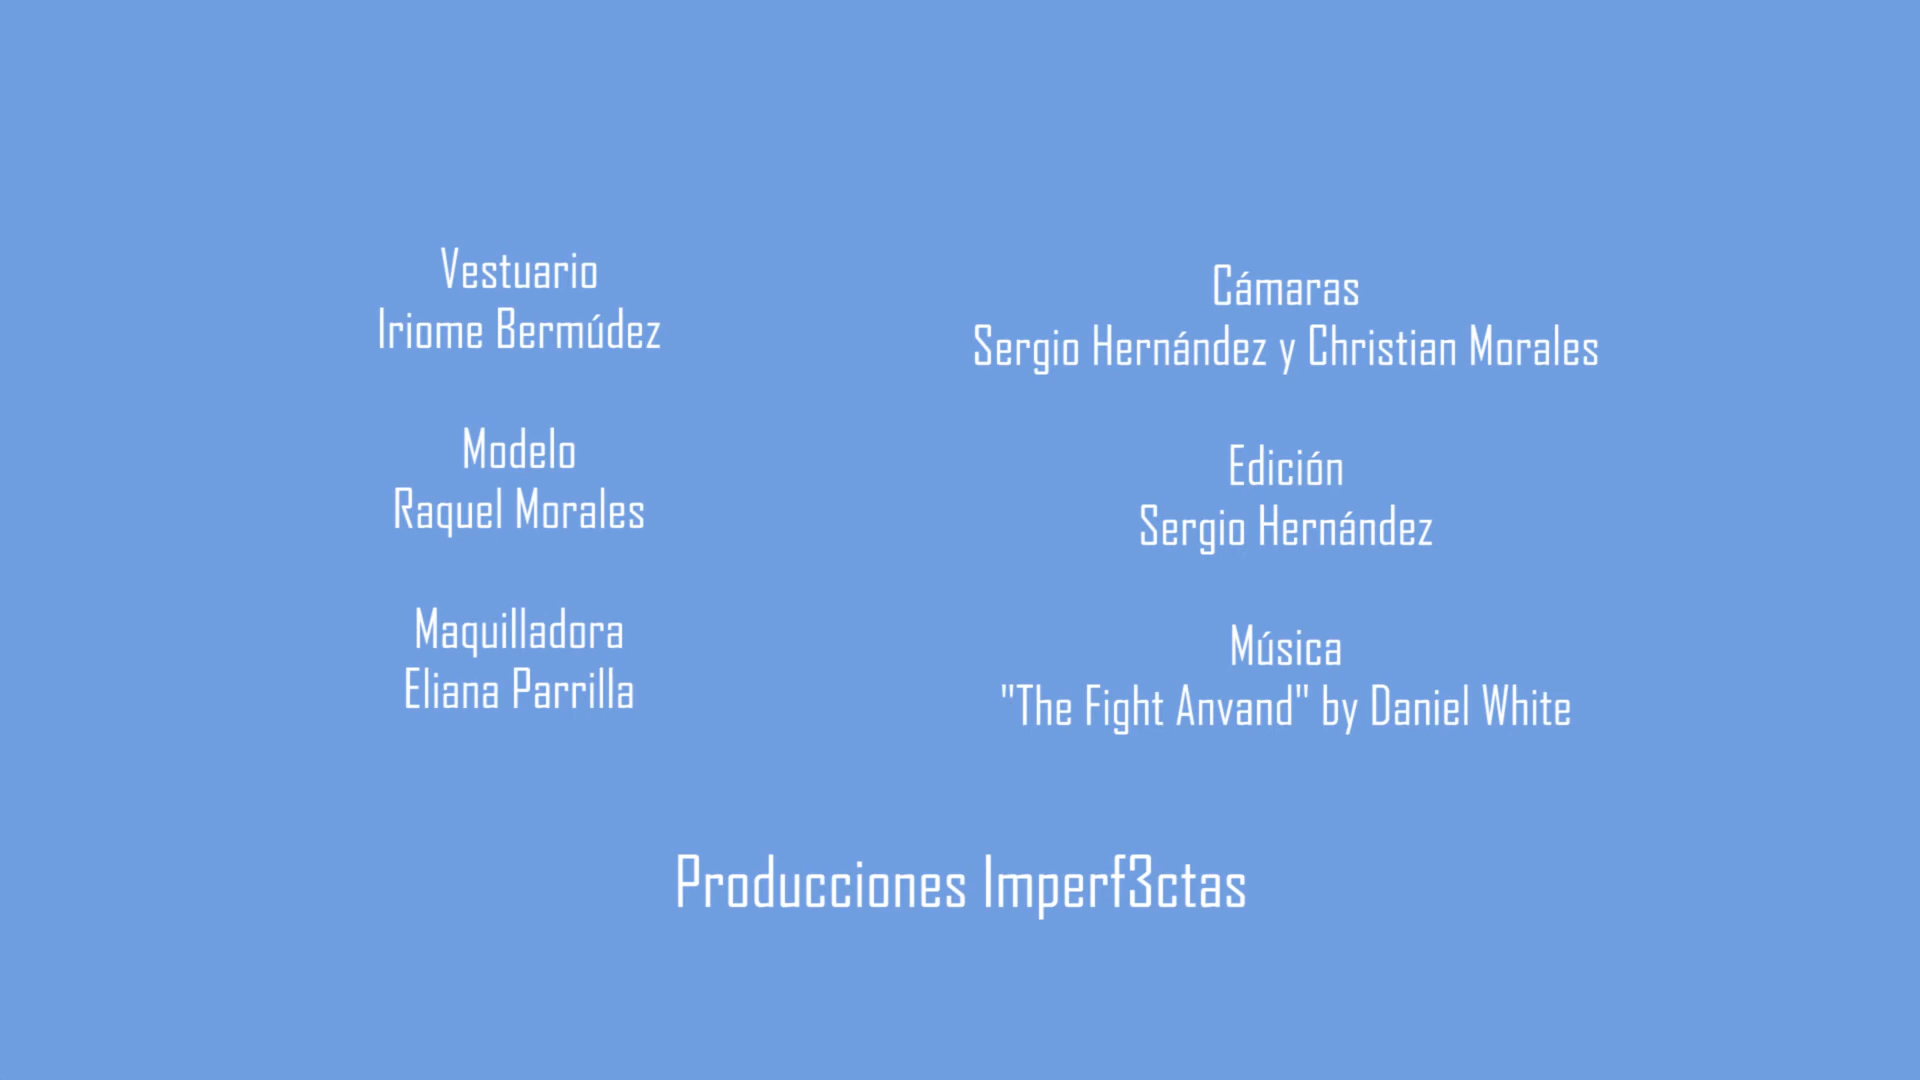 Vestuario
Iriome Bermúdez
Modelo
Raquel Morales
Maquilladora
Eliana Parrilla
Cámaras
Sergio Hernández y Christian Morales
Edición
Sergio Hernández
Música
"The Fight Anvand" by Daniel White
Producciones Imperf3ctas